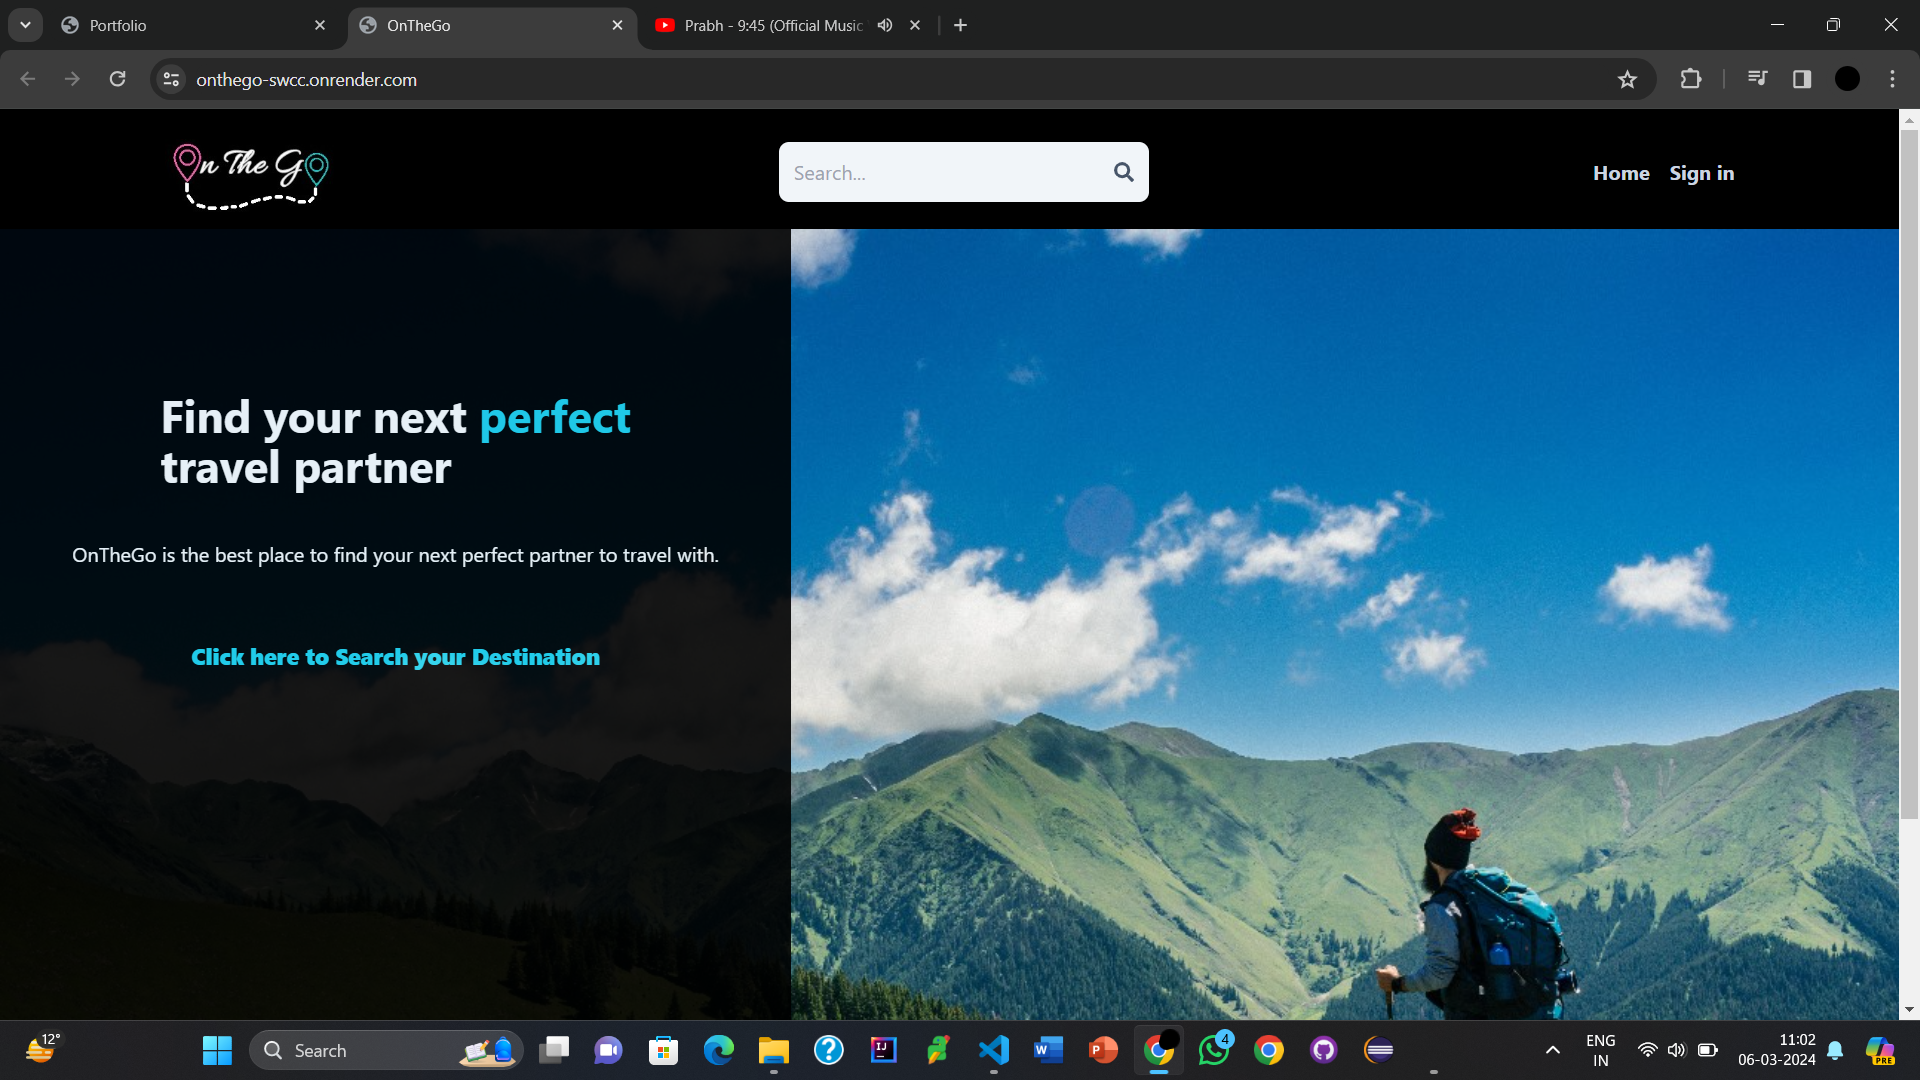 Portfolio
OnTheGo
Prabh - 9:45 (Official Music
onthego-swcc.onrender.com
On The Go
Search...
Home
Sign in
Find your next perfect
travel partner
OnTheGo is the best place to find your next perfect partner to travel with.
Click here to Search your Destination
12°
Search
4
ENG
IN
11:02
06-03-2024
PRE